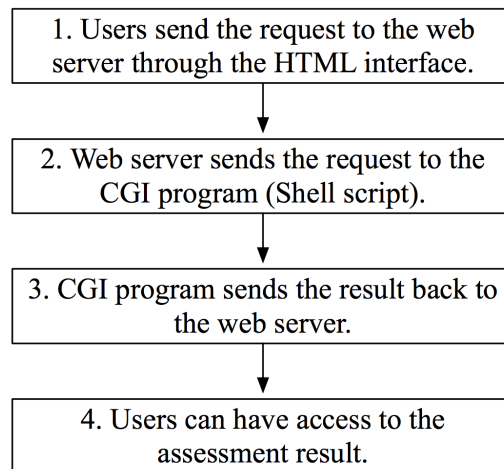 1. Users send the request to the web
server through the HTML interface.
2. Web server sends the request to the
CGI program (Shell script).
3. CGI program sends the result back to
the web server.
4. Users can have access to the
assessment result.